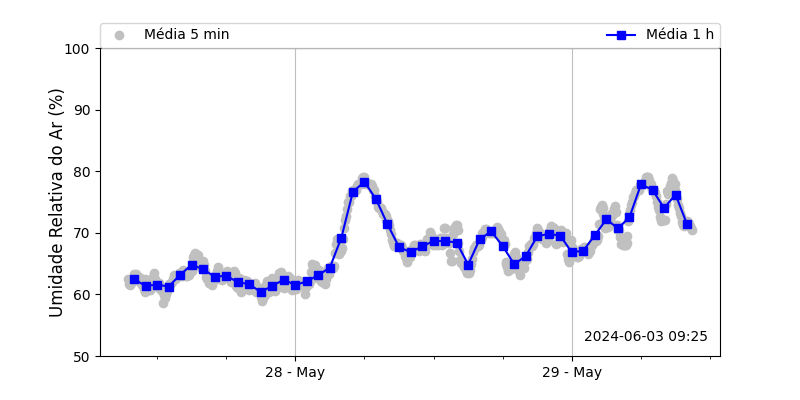 Média 5 min
Média 1 h
100
90
80
70
60
50
Umidade Relativa do Ar (%)
2024-06-03 09:25
28 - May
29 - May